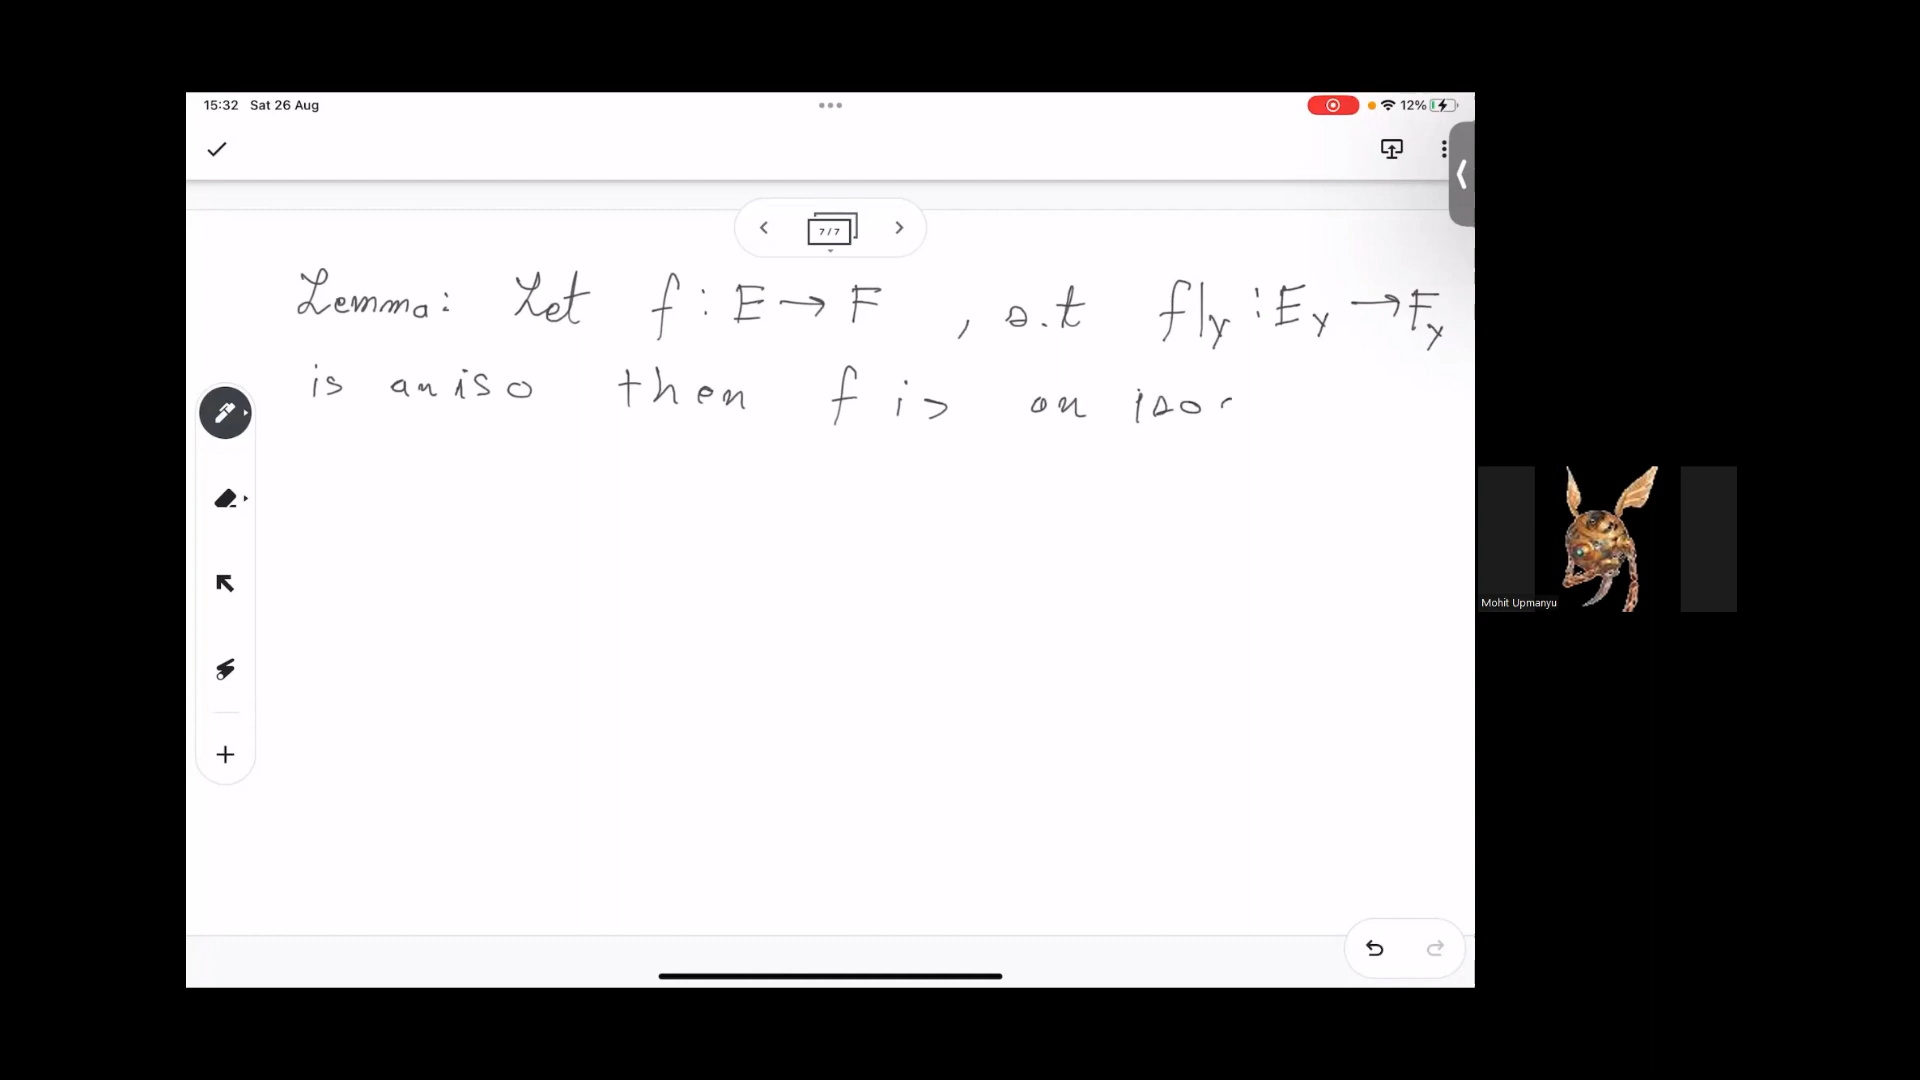 15:32 Sat 26 Aug
12%
7/7
Lemma: Let f : E → F , s.t f|y : Ey → Fy
is an iso then f is an iso.
Mohit Upmanyu